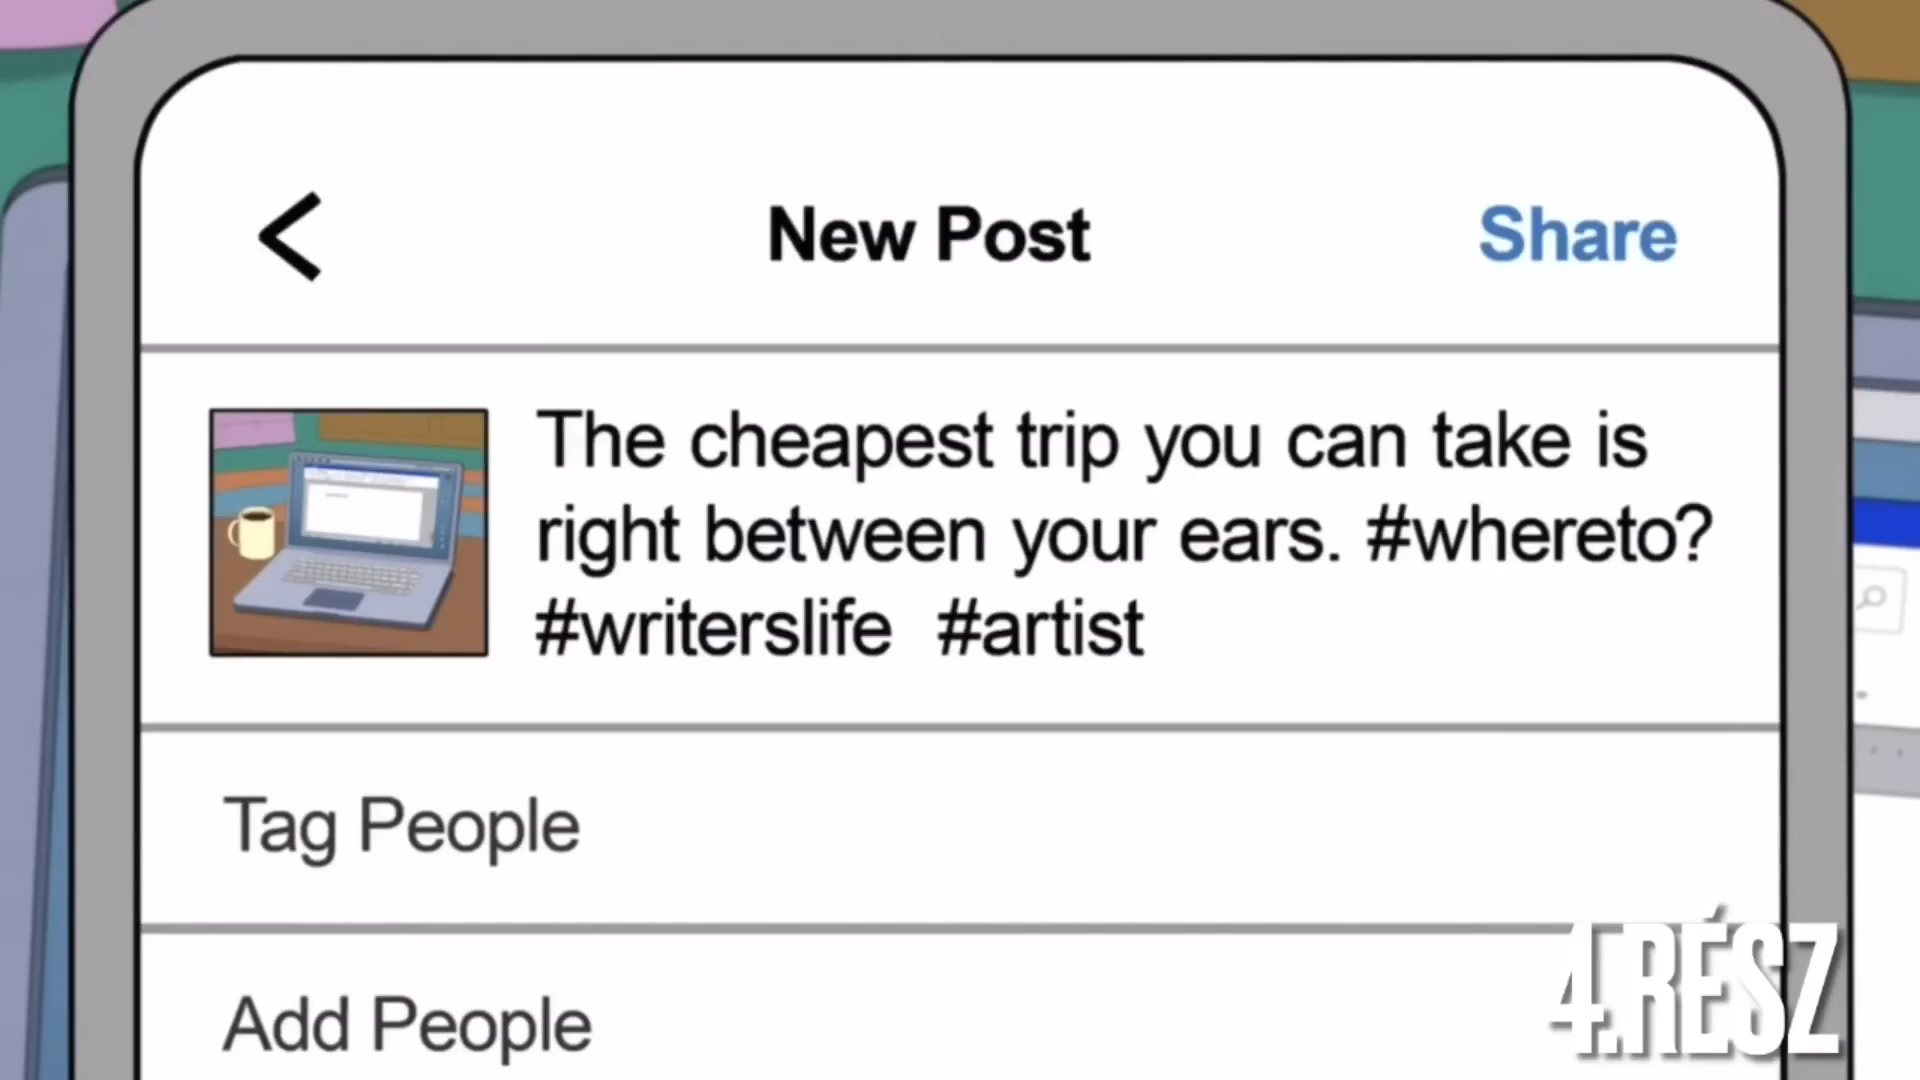 New Post
Share
The cheapest trip you can take is
right between your ears. #whereto?
#writerslife #artist
Tag People
Add People
4.RÉSZ